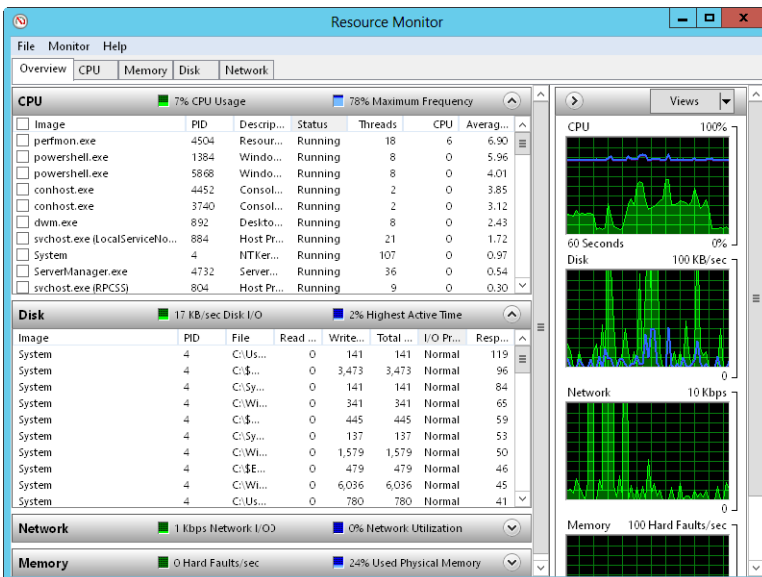 Resource Monitor
File Monitor Help
Overview CPU Memory Disk Network
CPU 7% CPU Usage 78% Maximum Frequency
Image PID Descrip... Status Threads CPU Averag...
perfmon.exe 4504 Resour... Running 18 6 6.90
powershell.exe 1384 Windo... Running 8 0 5.96
powershell.exe 5868 Windo... Running 8 0 4.01
conhost.exe 4452 Consol... Running 2 0 3.85
conhost.exe 3740 Consol... Running 2 0 3.12
dwm.exe 892 Deskto... Running 8 0 2.43
svchost.exe (LocalServiceNo... 884 Host Pr... Running 21 0 1.72
System 4 NT Ker... Running 107 0 0.97
ServerManager.exe 4732 Server... Running 36 0 0.54
svchost.exe (RPCSS) 804 Host Pr... Running 9 0 0.30
Disk 17 KB/sec Disk I/O 2% Highest Active Time
Image PID File Read ... Write... Total ... I/O Pr... Resp...
System 4 C:\Us... 0 141 141 Normal 119
System 4 C:\$... 0 3,473 3,473 Normal 96
System 4 C:\Sy... 0 141 141 Normal 84
System 4 C:\Wi... 0 341 341 Normal 65
System 4 C:\$... 0 445 445 Normal 59
System 4 C:\Sy... 0 137 137 Normal 53
System 4 C:\Wi... 0 1,579 1,579 Normal 50
System 4 C:\$E... 0 479 479 Normal 46
System 4 C:\Wi... 0 6,036 6,036 Normal 45
System 4 C:\Us... 0 780 780 Normal 41
Network 1 Kbps Network I/O 0% Network Utilization
Memory 0 Hard Faults/sec 24% Used Physical Memory
Views
CPU 100%
60 Seconds 0%
Disk 100 KB/sec
0
Network 10 Kbps
0
Memory 100 Hard Faults/sec